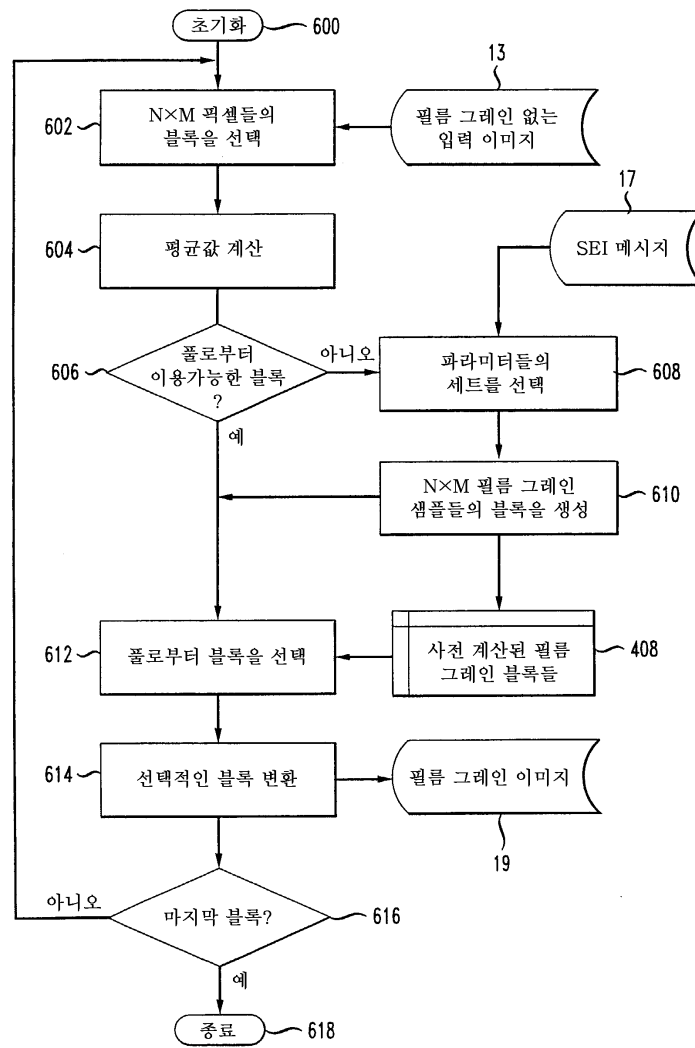 초기화
600
13
602
N×M 픽셀들의
블록을 선택
필름 그레인 없는
입력 이미지
17
604
평균값 계산
SEI 메시지
606
풀로부터
이용가능한 블록
?
아니오
예
파라미터들의
세트를 선택
608
N×M 필름 그레인
샘플들의 블록을 생성
610
612
풀로부터 블록을 선택
사전 계산된 필름
그레인 블록들
408
614
선택적인 블록 변환
필름 그레인 이미지
19
아니오
마지막 블록?
616
예
종료
618